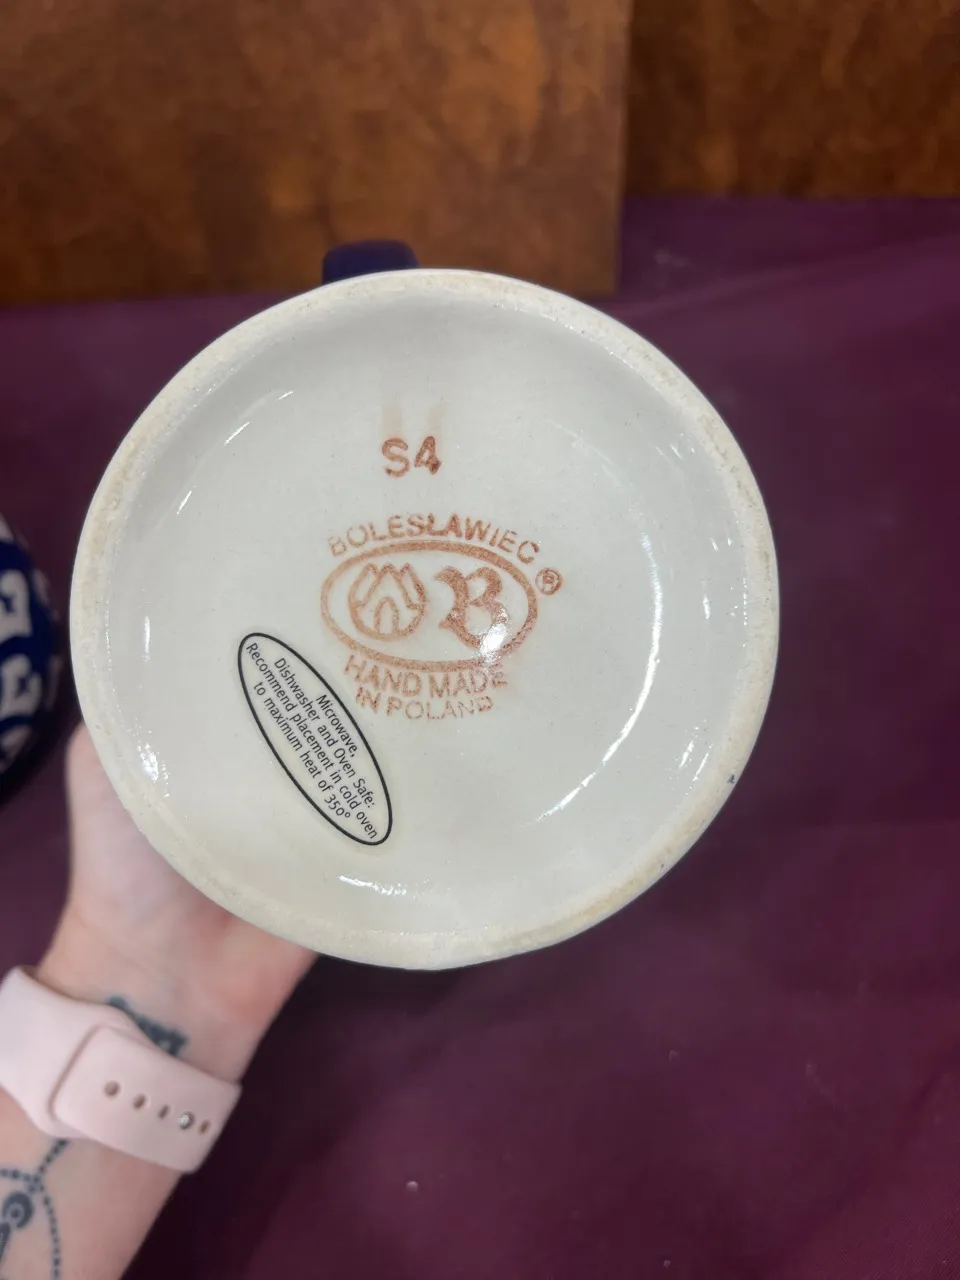 S4
BOLESŁAWIEC
B ®
HAND MADE
IN POLAND
Microwave,
Dishwasher and Oven Safe:
Recommend placement in cold oven
to maximum heat of 350°